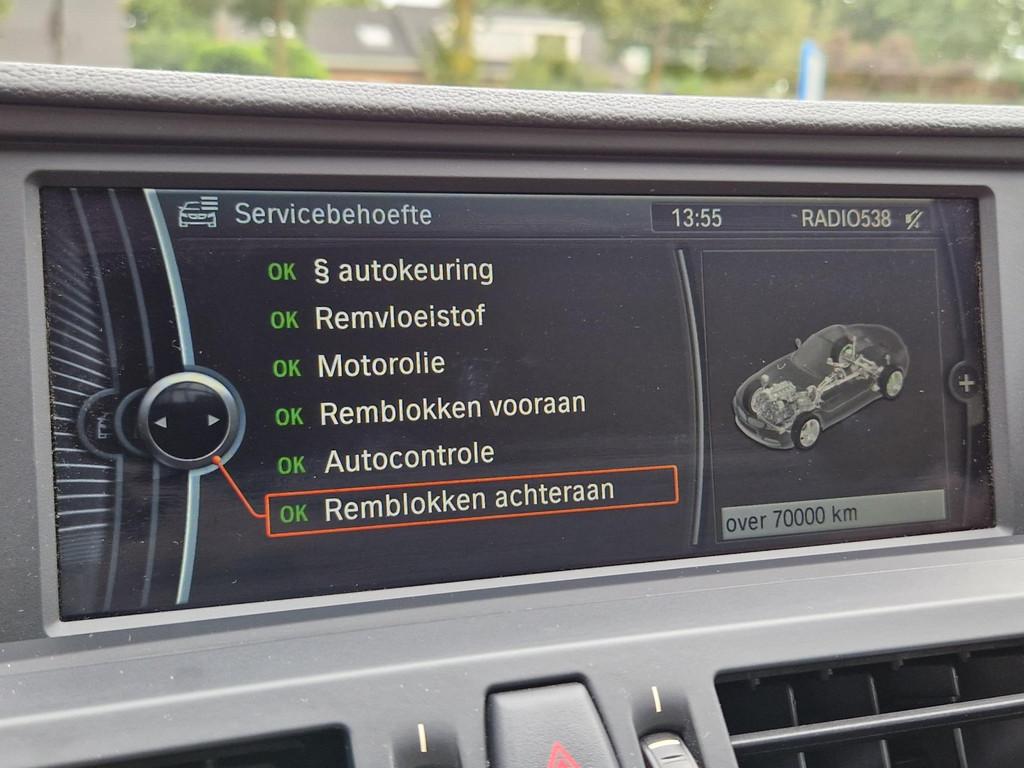 Servicebehoefte
13:55
RADIO538
OK § autokeuring
OK Remvloeistof
OK Motorolie
OK Remblokken vooraan
OK Autocontrole
OK Remblokken achteraan
over 70000 km